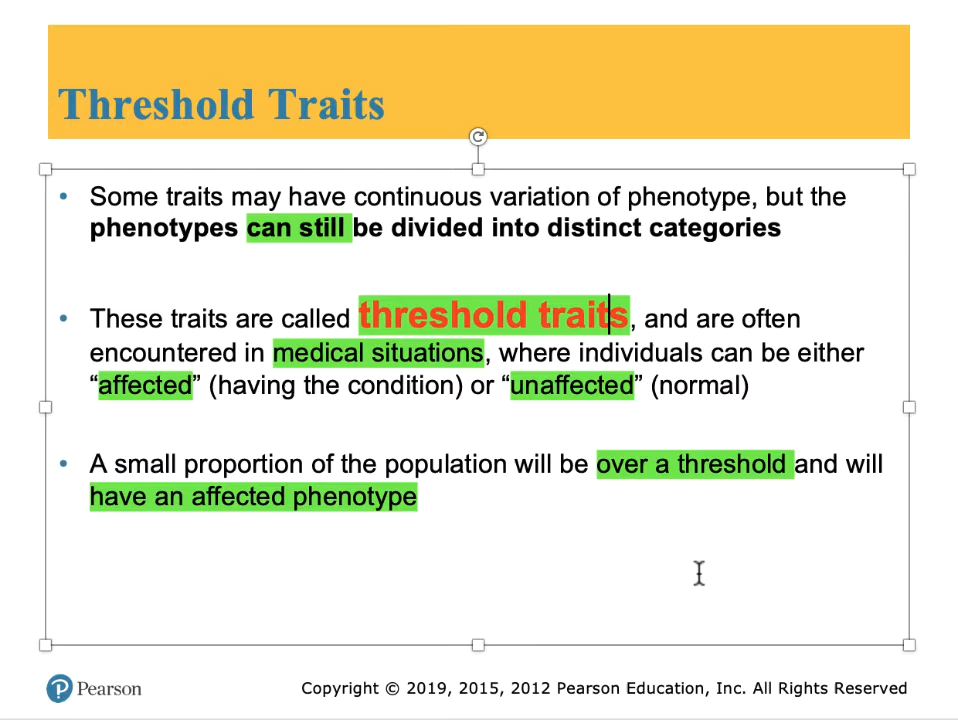 Threshold Traits
• Some traits may have continuous variation of phenotype, but the
phenotypes can still be divided into distinct categories
• These traits are called threshold traits, and are often
encountered in medical situations, where individuals can be either
“affected” (having the condition) or “unaffected” (normal)
• A small proportion of the population will be over a threshold and will
have an affected phenotype
Pearson
Copyright © 2019, 2015, 2012 Pearson Education, Inc. All Rights Reserved